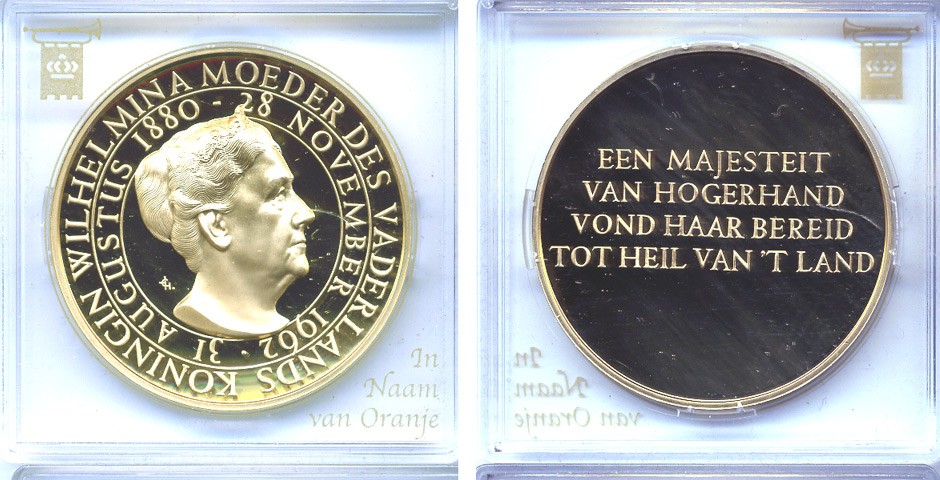 KONINGIN WILHELMINA MOEDER DES VADERLANDS
31 AUGUSTUS 1880 - 28 NOVEMBER 1962 ·
In
Naam
van Oranje
EEN MAJESTEIT
VAN HOGERHAND
VOND HAAR BEREID
TOT HEIL VAN 'T LAND
In
Naam
van Oranje